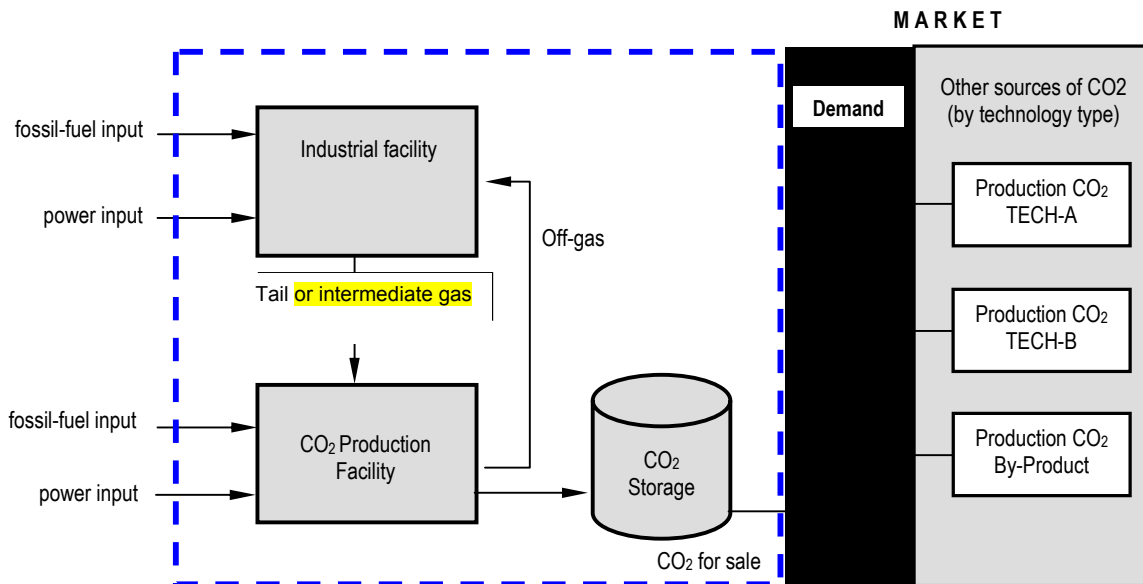 MARKET
Other sources of CO2
(by technology type)
Demand
fossil-fuel input
Industrial facility
Production CO₂
TECH-A
power input
Off-gas
Tail or intermediate gas
Production CO₂
TECH-B
fossil-fuel input
CO₂ Production
Facility
CO₂
Storage
Production CO₂
By-Product
power input
CO₂ for sale